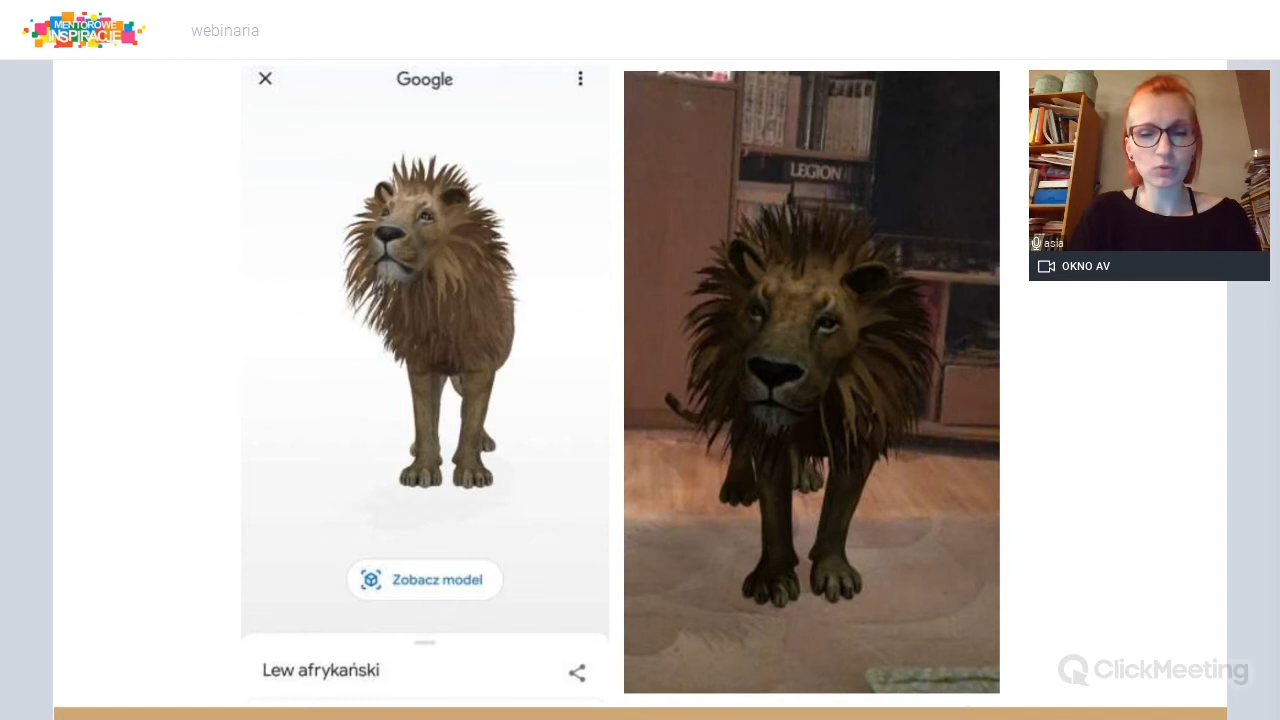 MENTOROWE
INSPIRACJE
webinaria
Google
Zobacz model
Lew afrykański
LEGION
asia
OKNO AV
ClickMeeting